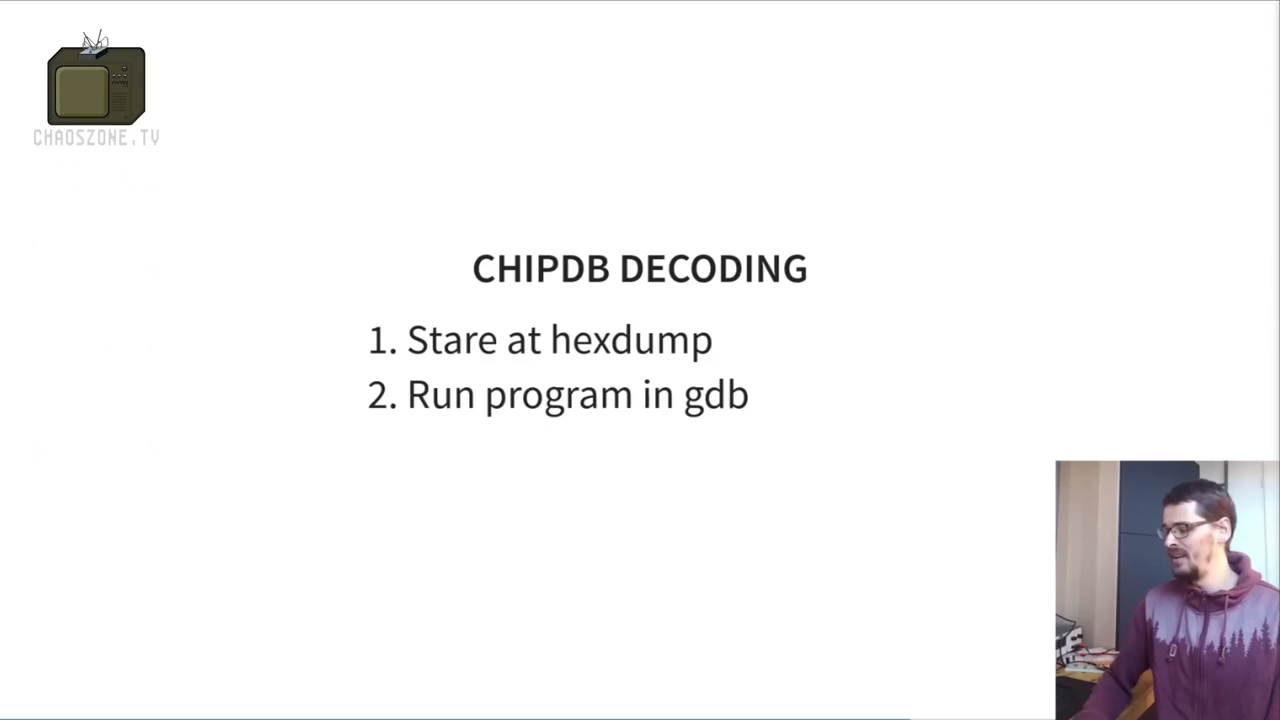 CHAOSZONE.TV
CHIPDB DECODING
1. Stare at hexdump
2. Run program in gdb